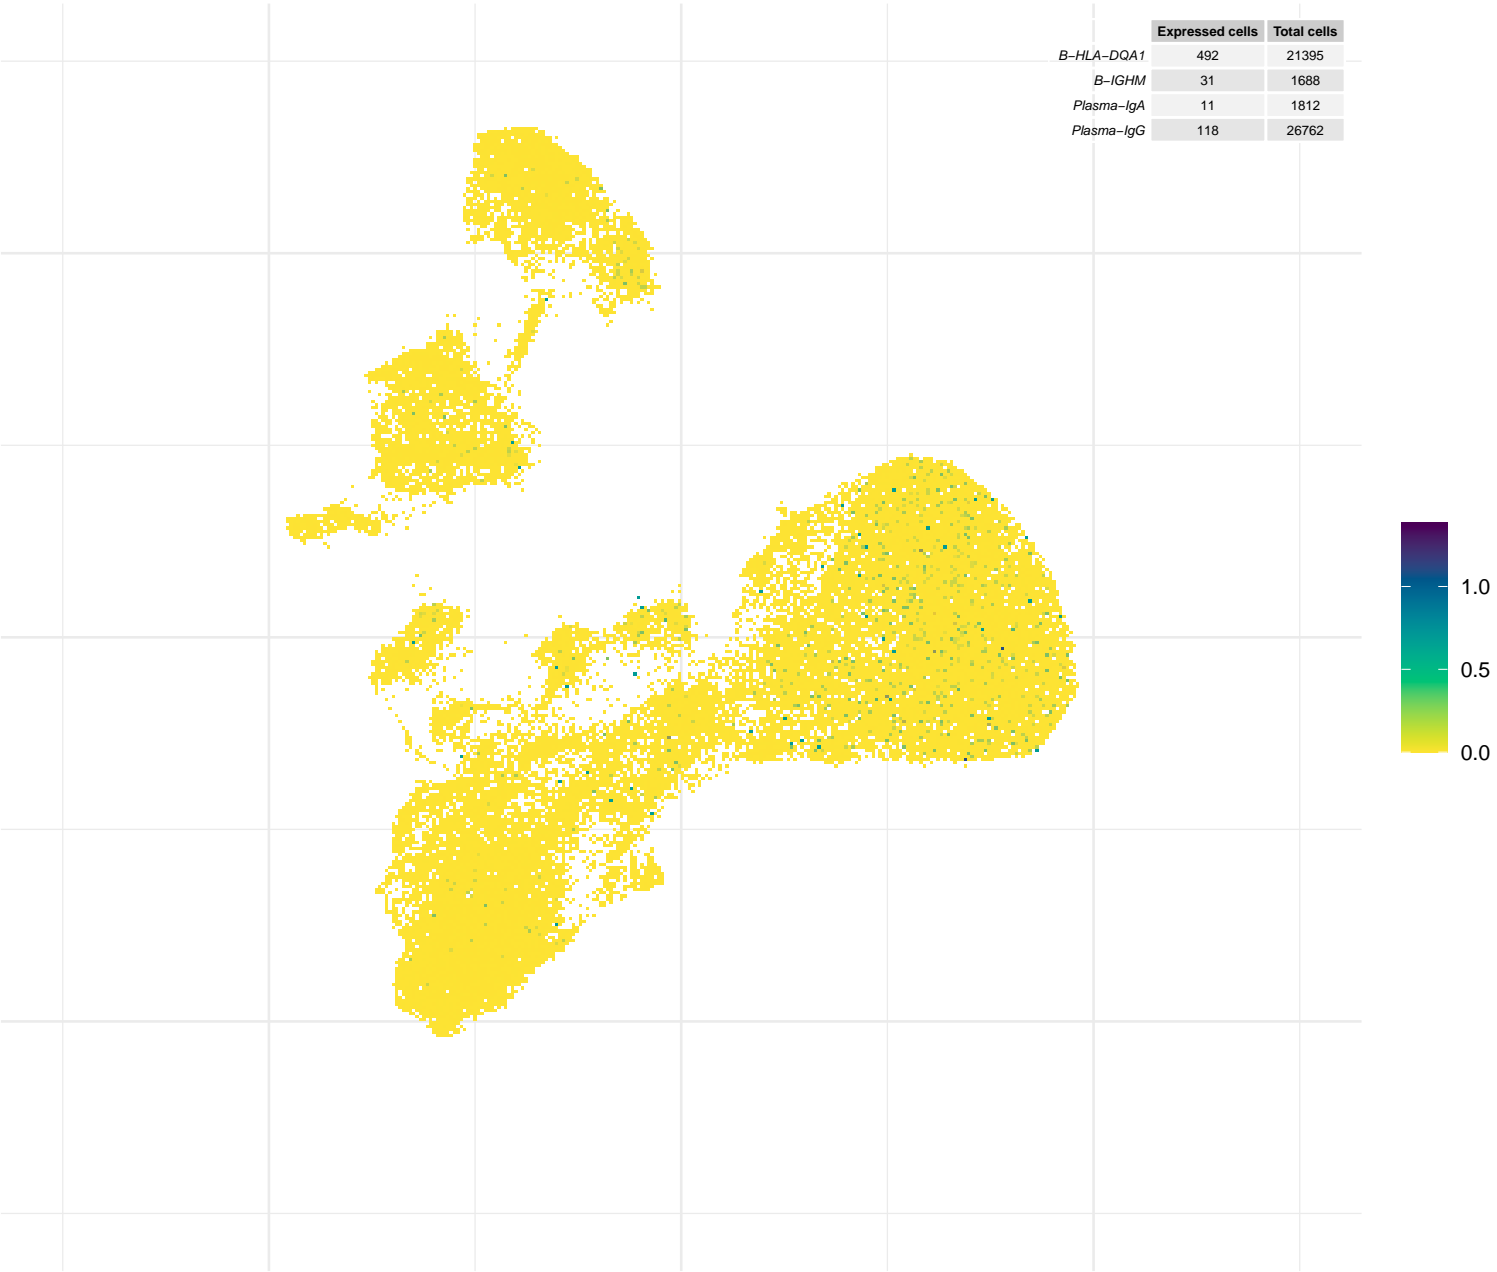 Expressed cells Total cells
B−HLA−DQA1 492 21395
B−IGHM 31 1688
Plasma−IgA 11 1812
Plasma−IgG 118 26762
1.0
0.5
0.0